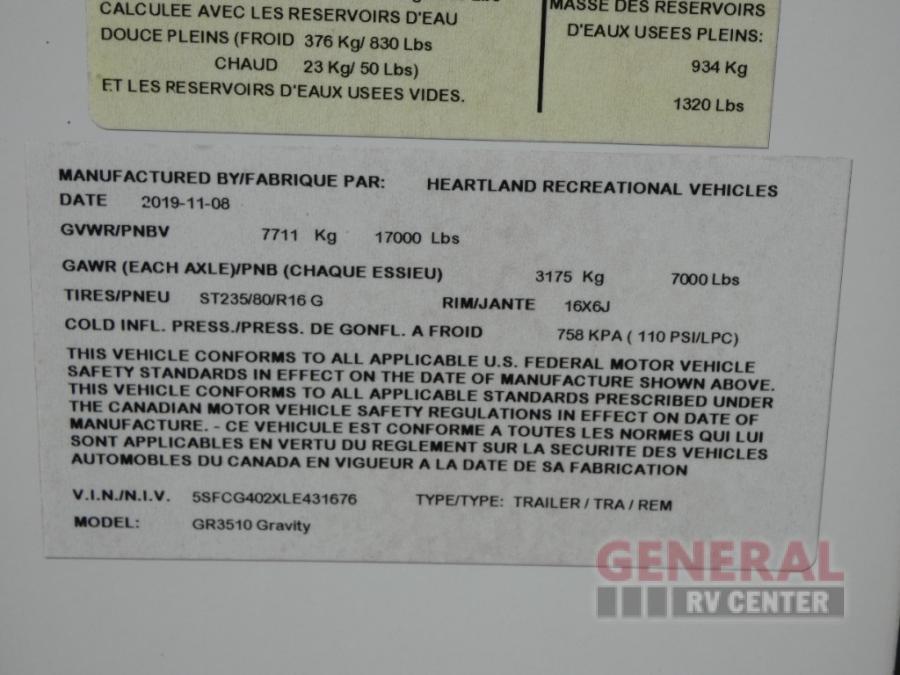 CALCULEE AVEC LES RESERVOIRS D'EAU
DOUCE PLEINS (FROID 376 Kg/ 830 Lbs
CHAUD 23 Kg/ 50 Lbs)
ET LES RESERVOIRS D'EAUX USEES VIDES.
MASSE DES RESERVOIRS
D'EAUX USEES PLEINS:
934 Kg
1320 Lbs
MANUFACTURED BY/FABRIQUE PAR: HEARTLAND RECREATIONAL VEHICLES
DATE 2019-11-08
GVWR/PNBV 7711 Kg 17000 Lbs
GAWR (EACH AXLE)/PNB (CHAQUE ESSIEU) 3175 Kg 7000 Lbs
TIRES/PNEU ST235/80/R16 G RIM/JANTE 16X6J
COLD INFL. PRESS./PRESS. DE GONFL. A FROID 758 KPA ( 110 PSI/LPC)
THIS VEHICLE CONFORMS TO ALL APPLICABLE U.S. FEDERAL MOTOR VEHICLE
SAFETY STANDARDS IN EFFECT ON THE DATE OF MANUFACTURE SHOWN ABOVE.
THIS VEHICLE CONFORMS TO ALL APPLICABLE STANDARDS PRESCRIBED UNDER
THE CANADIAN MOTOR VEHICLE SAFETY REGULATIONS IN EFFECT ON DATE OF
MANUFACTURE. - CE VEHICULE EST CONFORME A TOUTES LES NORMES QUI LUI
SONT APPLICABLES EN VERTU DU REGLEMENT SUR LA SECURITE DES VEHICLES
AUTOMOBILES DU CANADA EN VIGUEUR A LA DATE DE SA FABRICATION
V.I.N./N.I.V. 5SFCG402XLE431676 TYPE/TYPE: TRAILER / TRA / REM
MODEL: GR3510 Gravity
GENERAL
RV CENTER